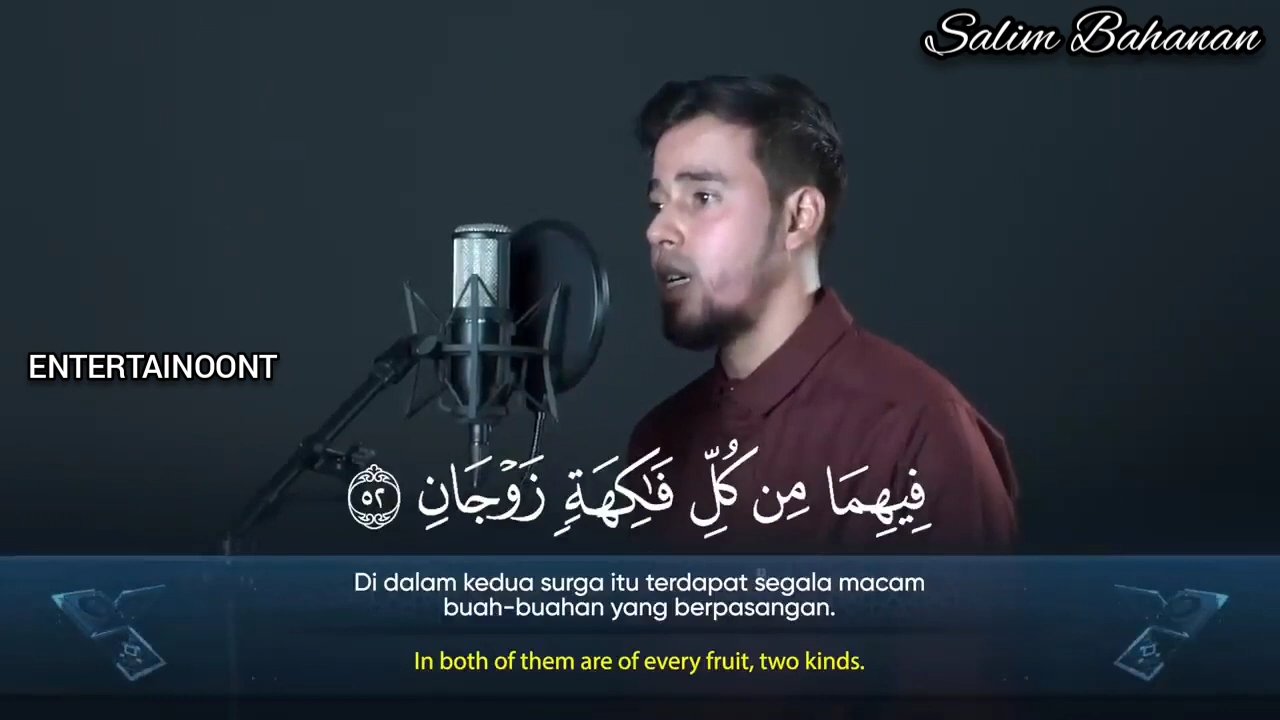 Salim Bahanan
ENTERTAINOONT
فِيهِمَا مِن كُلِّ فَـٰكِهَةٍ زَوْجَانِ ٥٢
Di dalam kedua surga itu terdapat segala macam
buah-buahan yang berpasangan.
In both of them are of every fruit, two kinds.